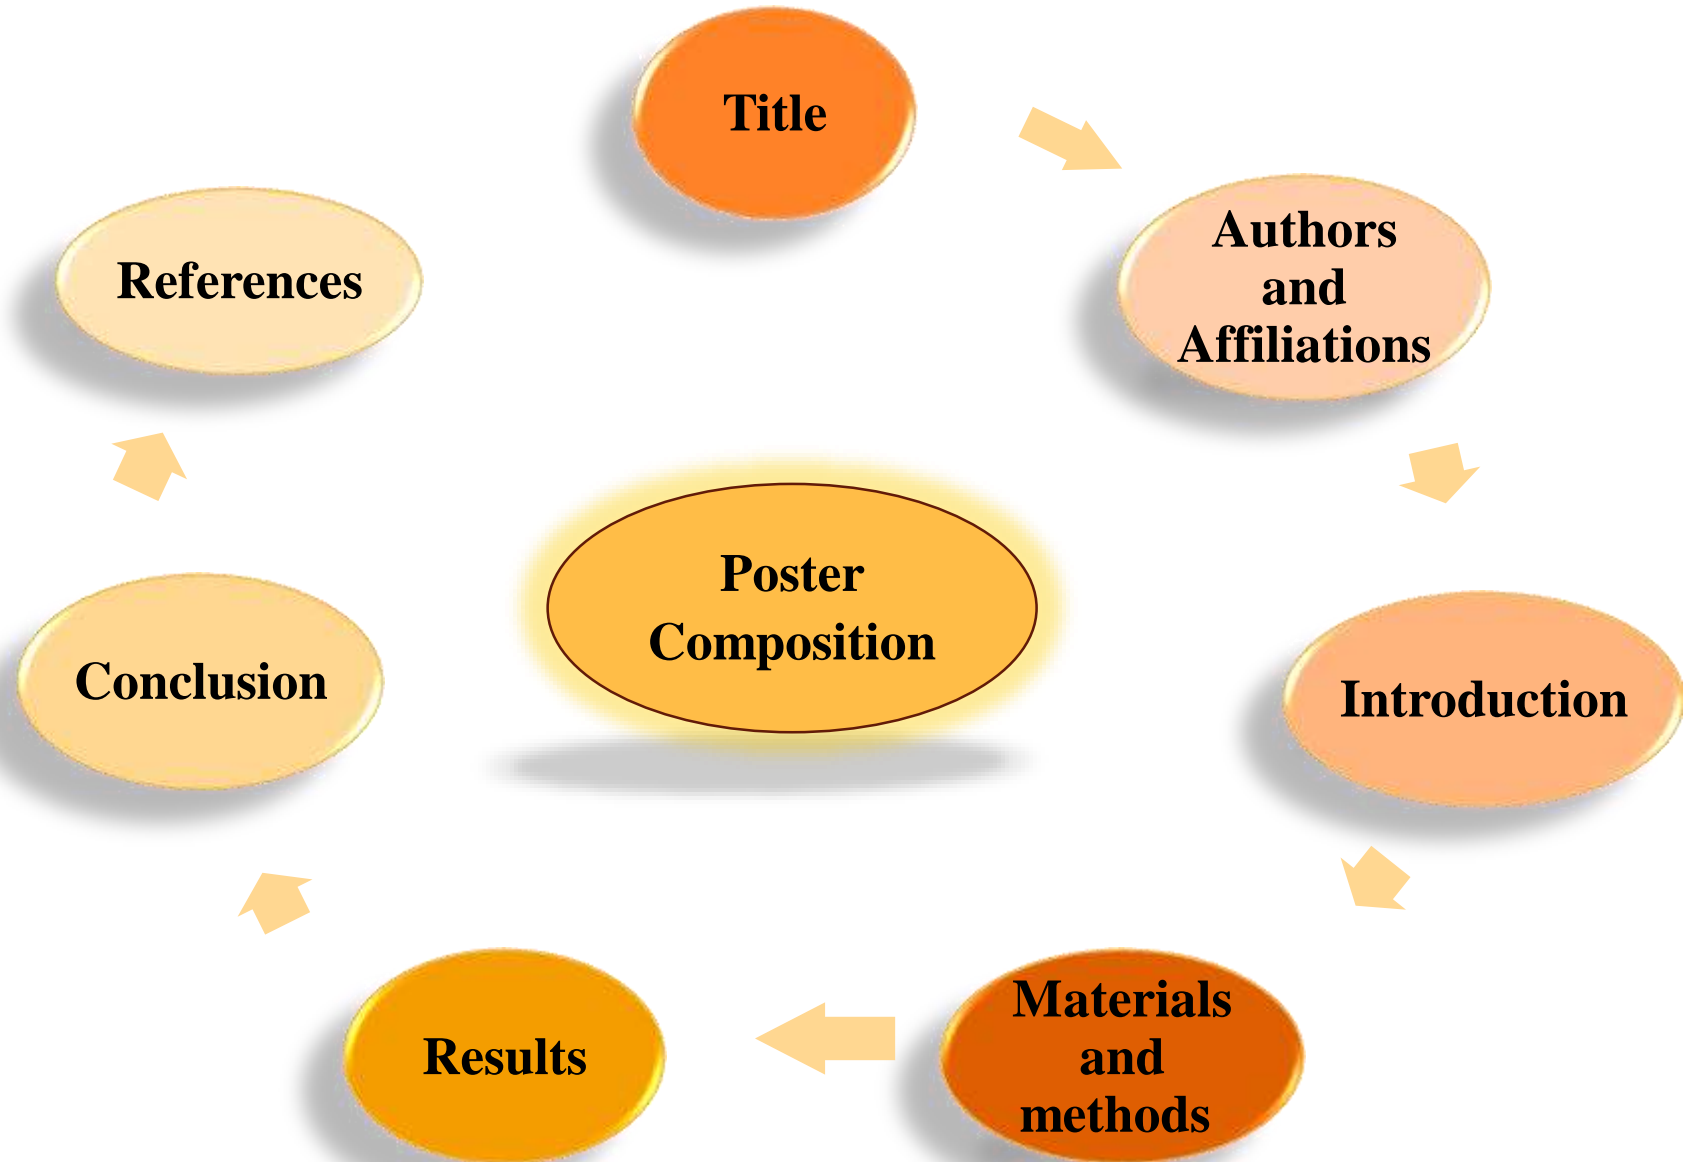 Title
Authors
and
Affiliations
Introduction
Materials
and
methods
Results
Conclusion
References
Poster
Composition